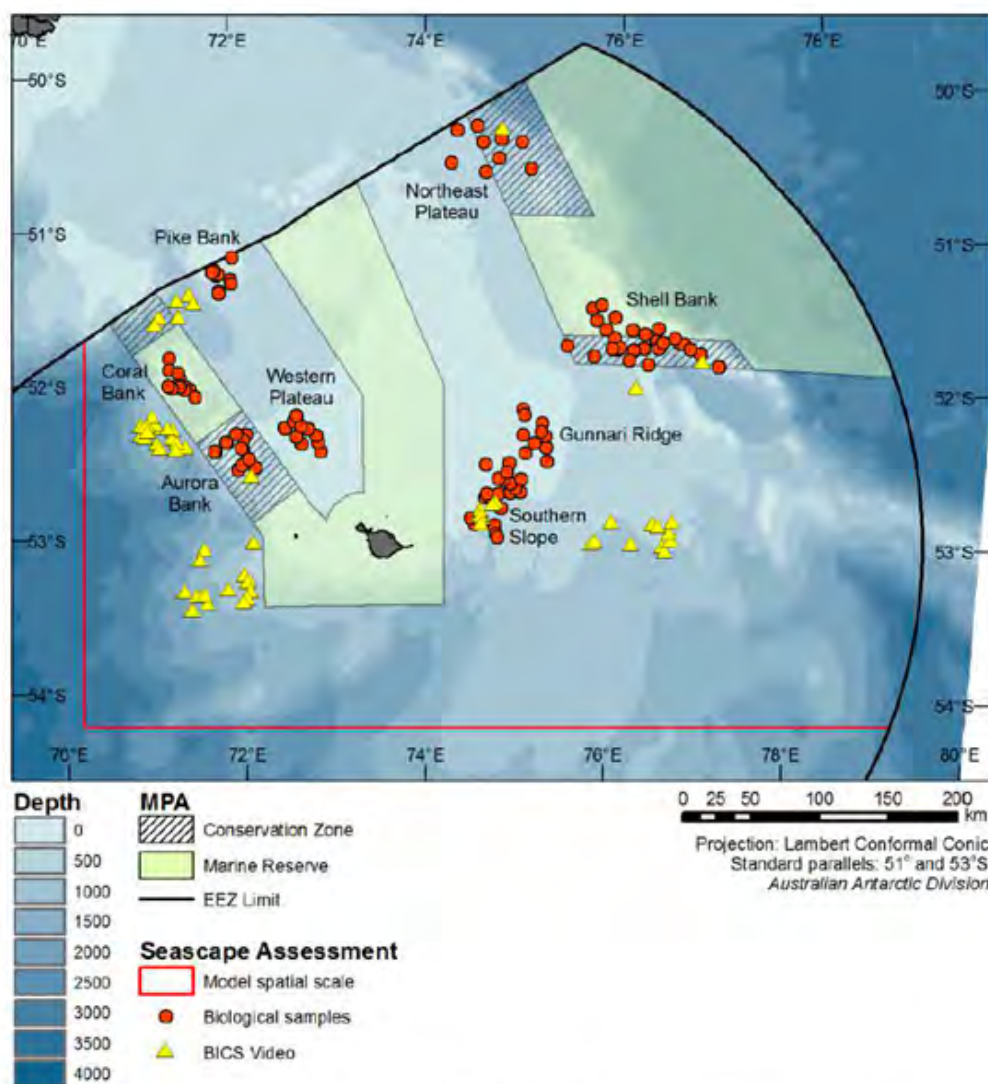 70°E 72°E 76°E 76°E 78°E
50°S 50°S
Northeast
Plateau
51°S 51°S
Pike Bank
Shell Bank
Coral
Bank
Western
Plateau
52°S 52°S
Gunnari Ridge
Aurora
Bank
Southern
Slope
53°S 53°S
54°S 54°S
70°E 72°E 74°E 76°E 78°E 80°E
Depth
0
500
1000
1500
2000
2500
3000
3500
4000
MPA
Conservation Zone
Marine Reserve
EEZ Limit
Seascape Assessment
Model spatial scale
Biological samples
BICS Video
0 25 50 100 150 200
km
Projection: Lambert Conformal Conic
Standard parallels: 51° and 53°S
Australian Antarctic Division